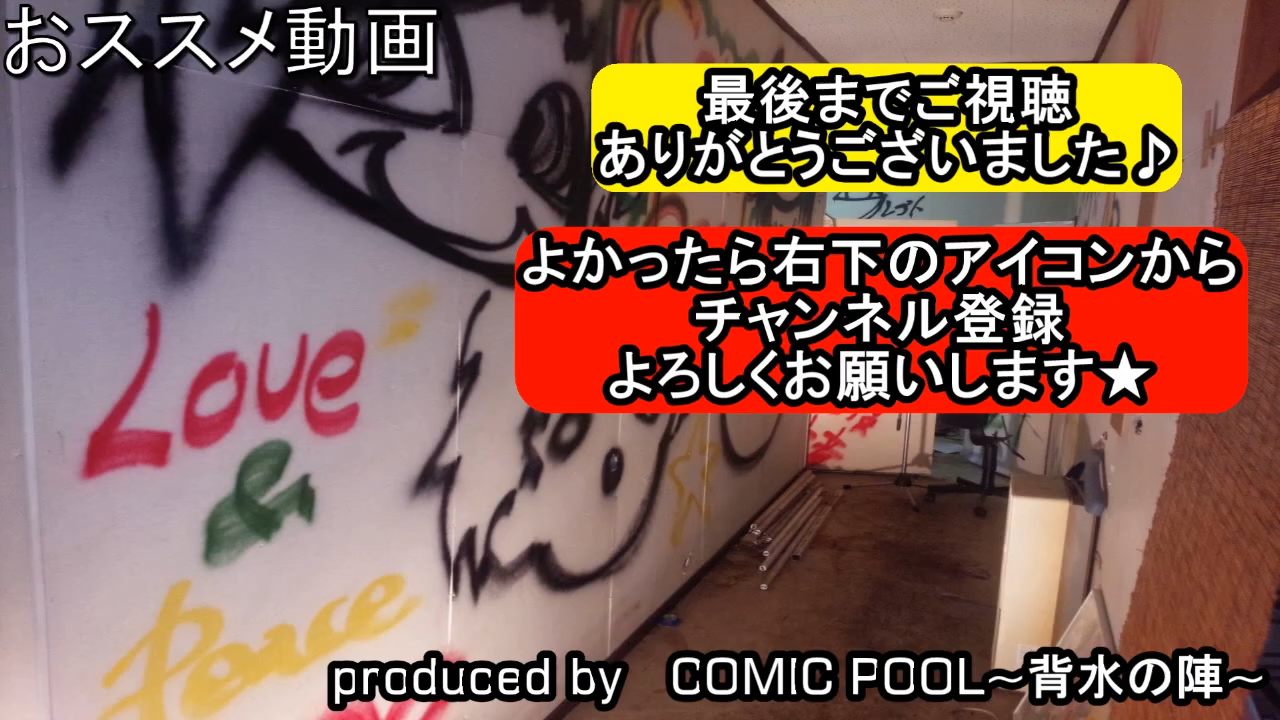 おススメ動画
最後までご視聴
ありがとうございました♪
よかったら右下のアイコンから
チャンネル登録
よろしくお願いします★
Love
&
Peace
produced by　COMIC POOL~背水の陣~